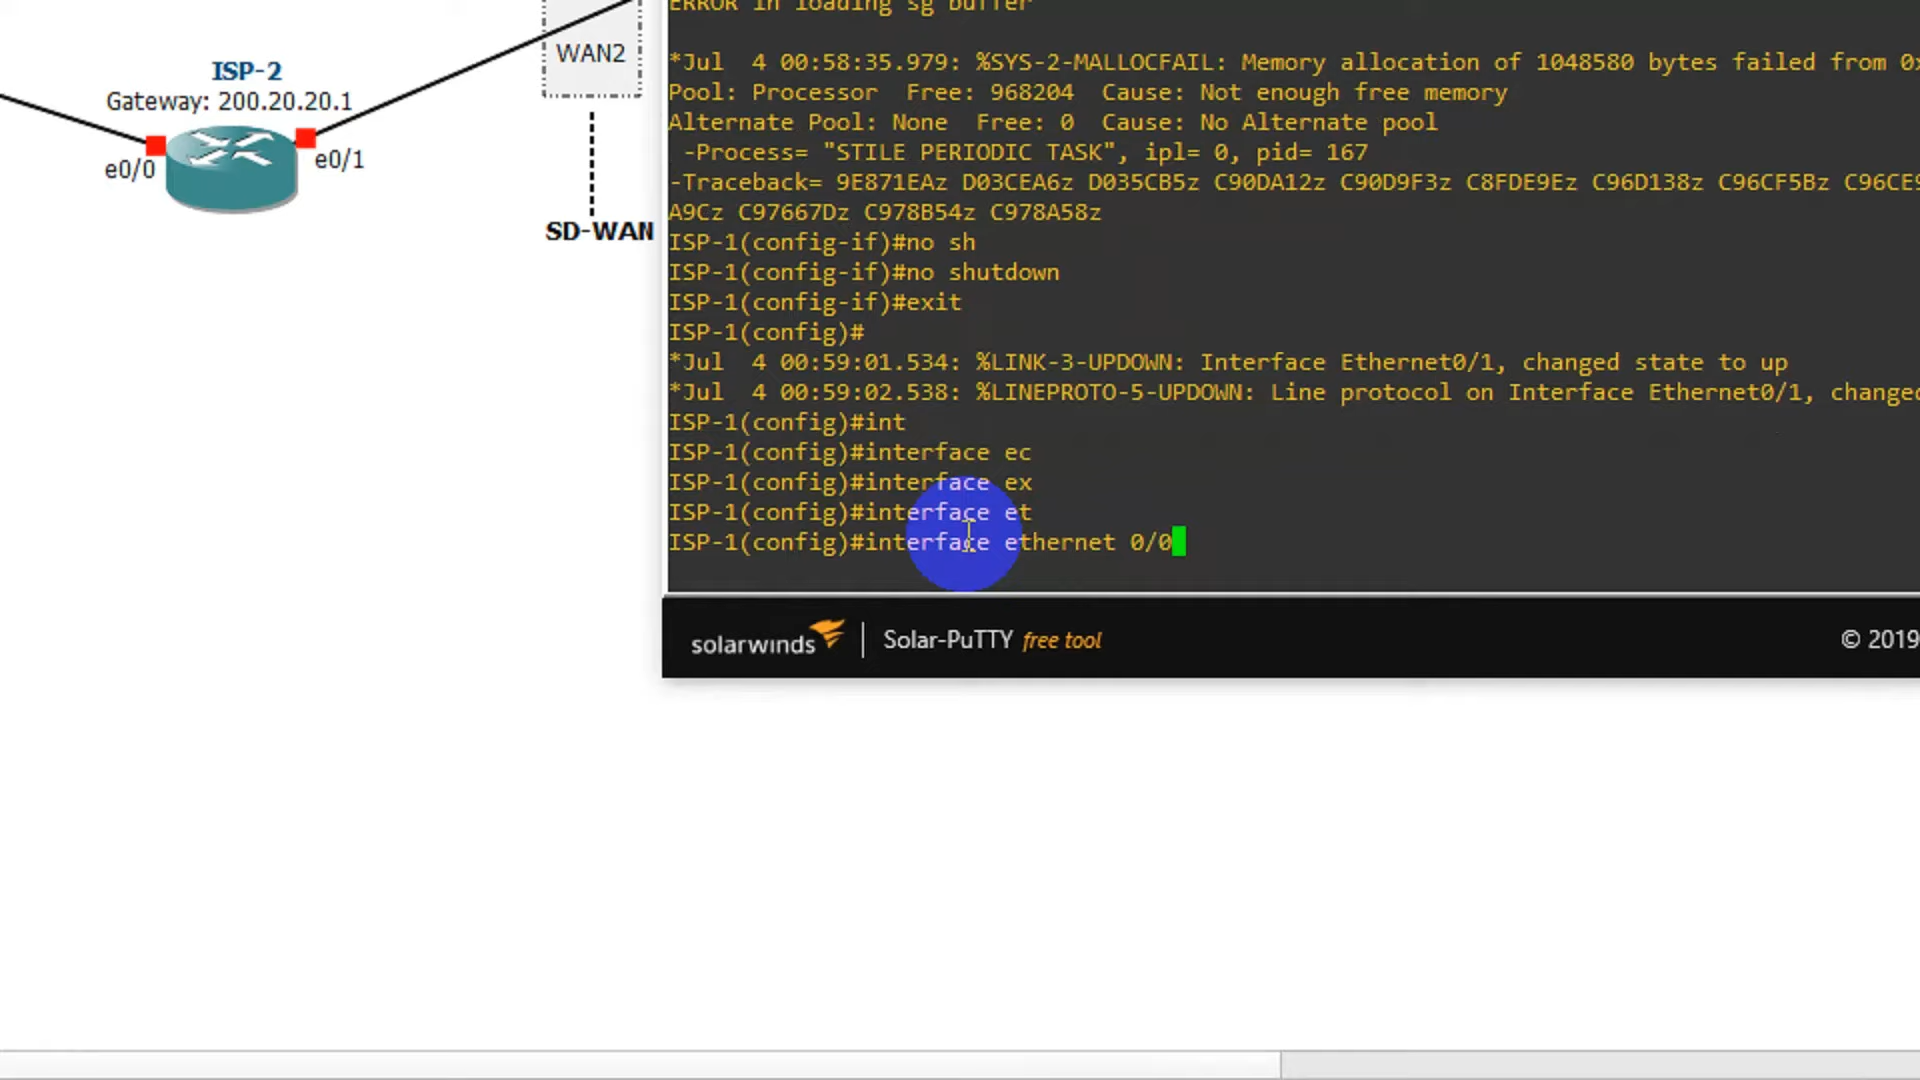 ISP-2
Gateway: 200.20.20.1
e0/0
e0/1
WAN2
SD-WAN
ERROR in loading sg buffer
*Jul  4 00:58:35.979: %SYS-2-MALLOCFAIL: Memory allocation of 1048580 bytes failed from 0x
Pool: Processor  Free: 968204  Cause: Not enough free memory
Alternate Pool: None  Free: 0  Cause: No Alternate pool
 -Process= "STILE PERIODIC TASK", ipl= 0, pid= 167
-Traceback= 9E871EAz D03CEA6z D035CB5z C90DA12z C90D9F3z C8FDE9Ez C96D138z C96CF5Bz C96CE9
A9Cz C97667Dz C978B54z C978A58z
ISP-1(config-if)#no sh
ISP-1(config-if)#no shutdown
ISP-1(config-if)#exit
ISP-1(config)#
*Jul  4 00:59:01.534: %LINK-3-UPDOWN: Interface Ethernet0/1, changed state to up
*Jul  4 00:59:02.538: %LINEPROTO-5-UPDOWN: Line protocol on Interface Ethernet0/1, changed
ISP-1(config)#int
ISP-1(config)#interface ec
ISP-1(config)#interface ex
ISP-1(config)#interface et
ISP-1(config)#interface ethernet 0/0
solarwinds | Solar-PuTTY free tool
© 2019